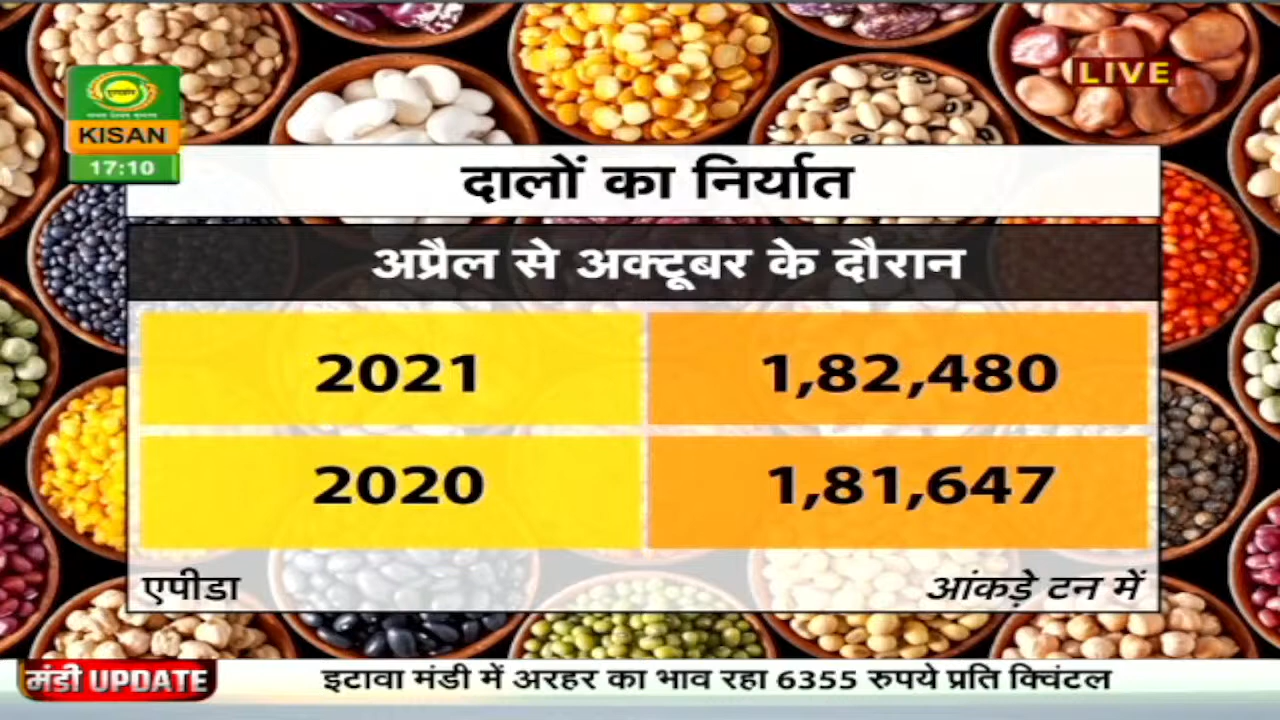 LIVE
KISAN
17:10
दालों का निर्यात
अप्रैल से अक्टूबर के दौरान
2021 1,82,480
2020 1,81,647
एपीडा आंकड़े टन में
मंडी UPDATE इटावा मंडी में अरहर का भाव रहा 6355 रुपये प्रति क्विंटल